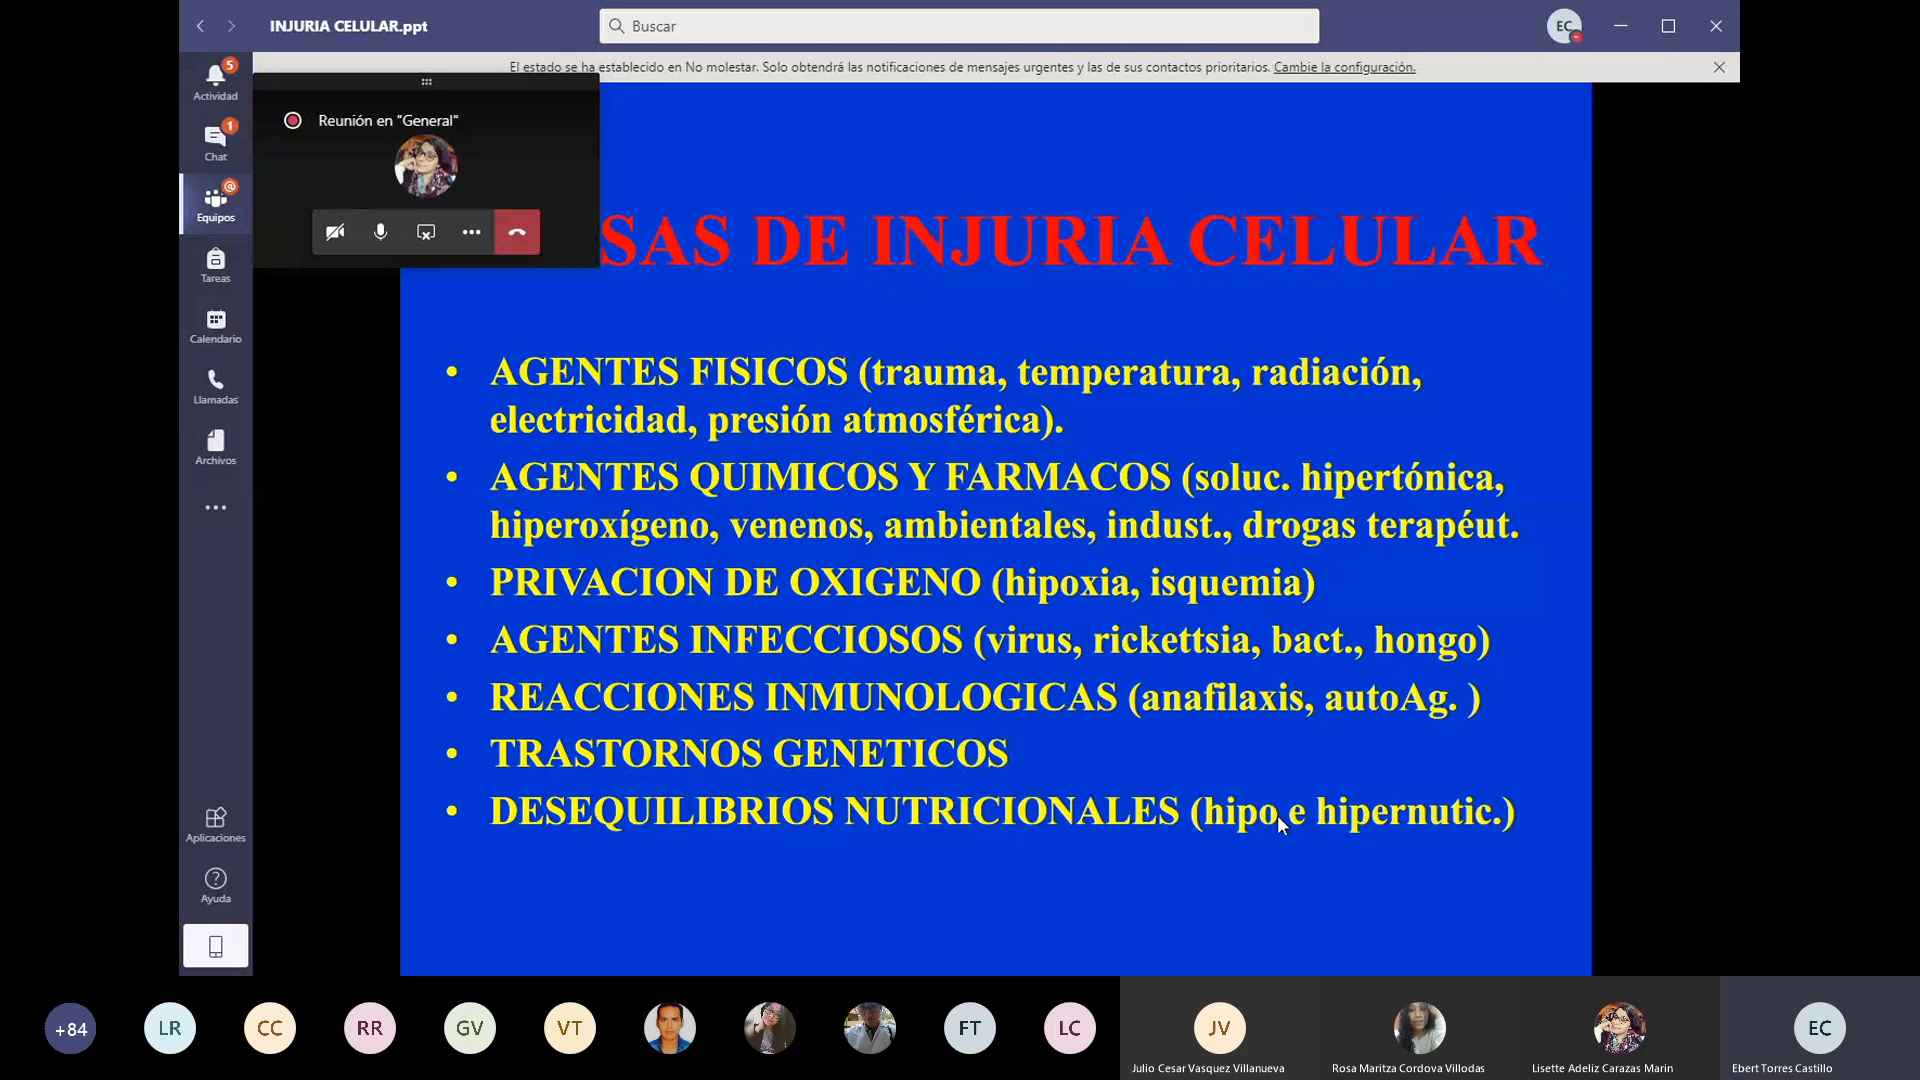 INJURIA CELULAR.ppt
Buscar
EC
El estado se ha establecido en No molestar. Solo obtendrá las notificaciones de mensajes urgentes y las de sus contactos prioritarios. Cambie la configuración.
5
Actividad
1
Chat
@
Equipos
Tareas
Calendario
Llamadas
Archivos
Aplicaciones
Ayuda
Reunión en "General"
SAS DE INJURIA CELULAR
• AGENTES FISICOS (trauma, temperatura, radiación,
electricidad, presión atmosférica).
• AGENTES QUIMICOS Y FARMACOS (soluc. hipertónica,
hiperoxígeno, venenos, ambientales, indust., drogas terapéut.
• PRIVACION DE OXIGENO (hipoxia, isquemia)
• AGENTES INFECCIOSOS (virus, rickettsia, bact., hongo)
• REACCIONES INMUNOLOGICAS (anafilaxis, autoAg. )
• TRASTORNOS GENETICOS
• DESEQUILIBRIOS NUTRICIONALES (hipo e hipernutic.)
+84
LR
CC
RR
GV
VT
FT
LC
JV
EC
Julio Cesar Vasquez Villanueva
Rosa Maritza Cordova Villodas
Lisette Adeliz Carazas Marin
Ebert Torres Castillo